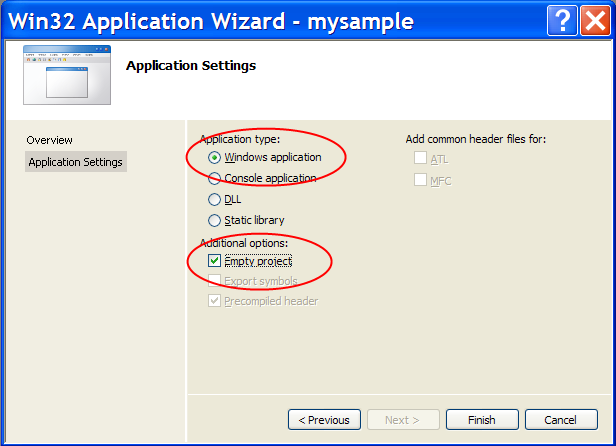 Win32 Application Wizard - mysample
?
Application Settings
Overview
Application Settings
Application type:
Windows application
Console application
DLL
Static library
Additional options:
Empty project
Export symbols
Precompiled header
Add common header files for:
ATL
MFC
< Previous
Next >
Finish
Cancel